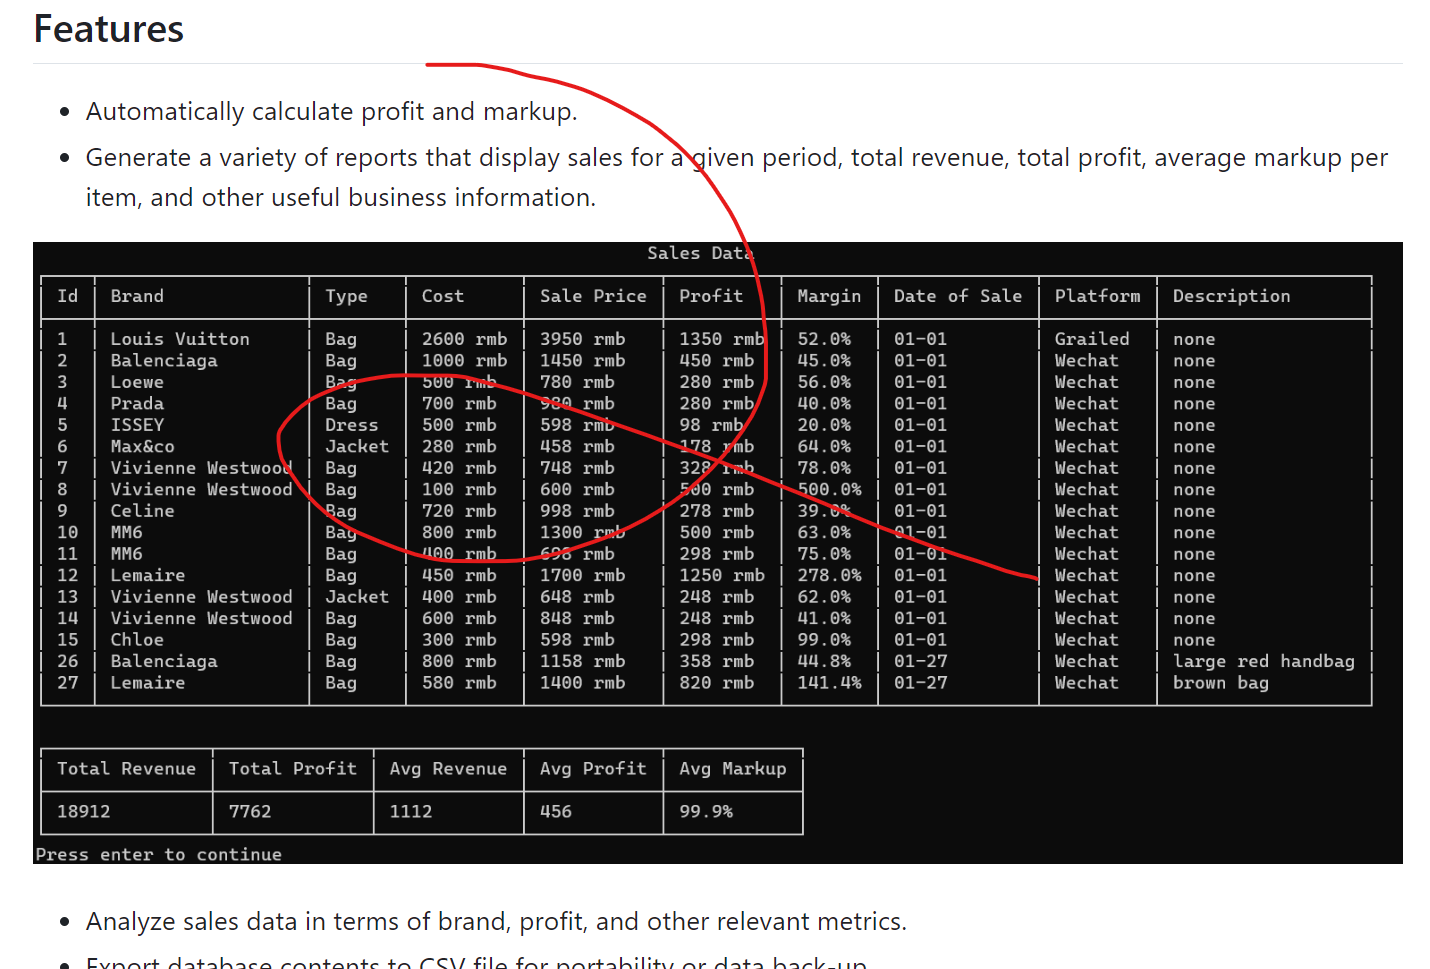 Features
Automatically calculate profit and markup.
Generate a variety of reports that display sales for a given period, total revenue, total profit, average markup per
item, and other useful business information.
Sales Data
Id Brand Type Cost Sale Price Profit Margin Date of Sale Platform Description
1 Louis Vuitton Bag 2600 rmb 3950 rmb 1350 rmb 52.0% 01-01 Grailed none
2 Balenciaga Bag 1000 rmb 1450 rmb 450 rmb 45.0% 01-01 Wechat none
3 Loewe Bag 500 rmb 780 rmb 280 rmb 56.0% 01-01 Wechat none
4 Prada Bag 700 rmb 980 rmb 280 rmb 40.0% 01-01 Wechat none
5 ISSEY Dress 500 rmb 598 rmb 98 rmb 20.0% 01-01 Wechat none
6 Max&co Jacket 280 rmb 458 rmb 178 rmb 64.0% 01-01 Wechat none
7 Vivienne Westwood Bag 420 rmb 748 rmb 328 rmb 78.0% 01-01 Wechat none
8 Vivienne Westwood Bag 100 rmb 600 rmb 500 rmb 500.0% 01-01 Wechat none
9 Celine Bag 720 rmb 998 rmb 278 rmb 39.0% 01-01 Wechat none
10 MM6 Bag 800 rmb 1300 rmb 500 rmb 63.0% 01-01 Wechat none
11 MM6 Bag 400 rmb 698 rmb 298 rmb 75.0% 01-01 Wechat none
12 Lemaire Bag 450 rmb 1700 rmb 1250 rmb 278.0% 01-01 Wechat none
13 Vivienne Westwood Jacket 400 rmb 648 rmb 248 rmb 62.0% 01-01 Wechat none
14 Vivienne Westwood Bag 600 rmb 848 rmb 248 rmb 41.0% 01-01 Wechat none
15 Chloe Bag 300 rmb 598 rmb 298 rmb 99.0% 01-01 Wechat none
26 Balenciaga Bag 800 rmb 1158 rmb 358 rmb 44.8% 01-27 Wechat large red handbag
27 Lemaire Bag 580 rmb 1400 rmb 820 rmb 141.4% 01-27 Wechat brown bag
Total Revenue Total Profit Avg Revenue Avg Profit Avg Markup
18912 7762 1112 456 99.9%
Press enter to continue
Analyze sales data in terms of brand, profit, and other relevant metrics.
Export database contents to CSV file for portability or data back-up